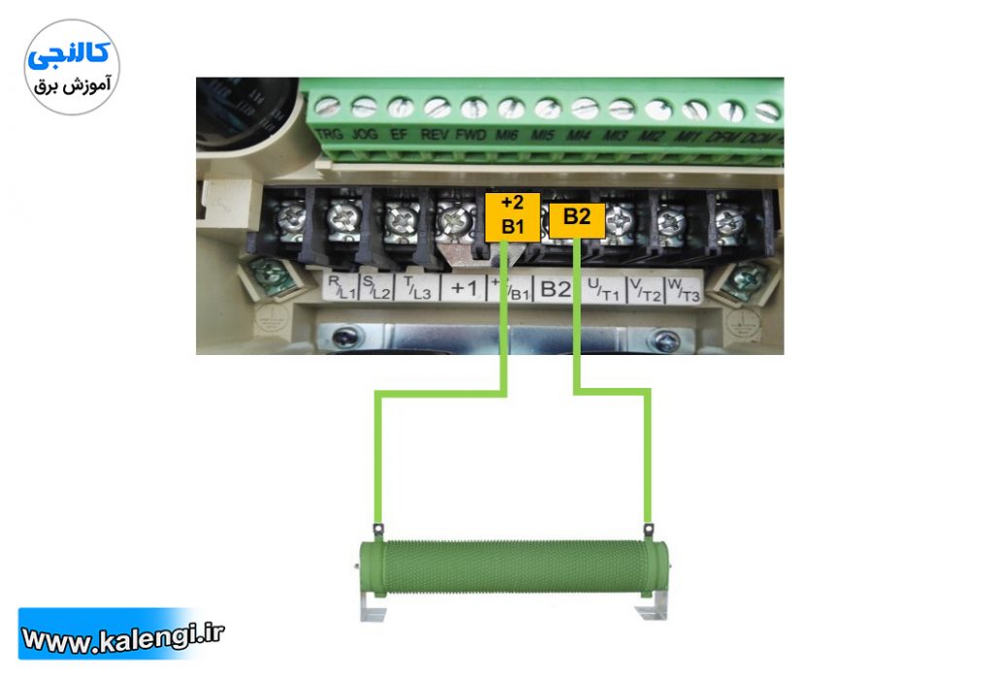 کالنجی
آموزش برق
TRG JOG EF REV FWD MI6 MI5 MI4 MI3 MI2 MI1 DFM DCM
+2
B1
B2
R/L1 S/L2 T/L3 +1 /B1 B2 U/T1 V/T2 W/T3
www.kalengi.ir